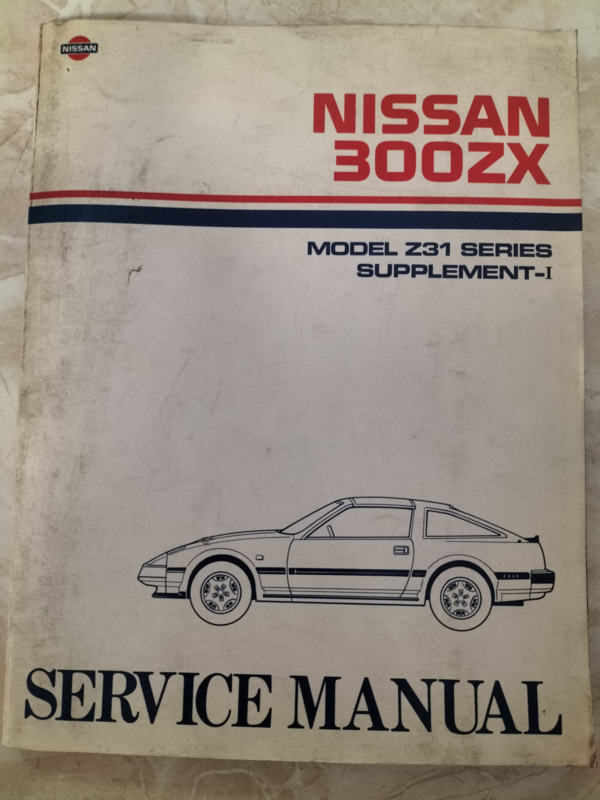 NISSAN
NISSAN
300ZX
MODEL Z31 SERIES
SUPPLEMENT-I
SERVICE MANUAL